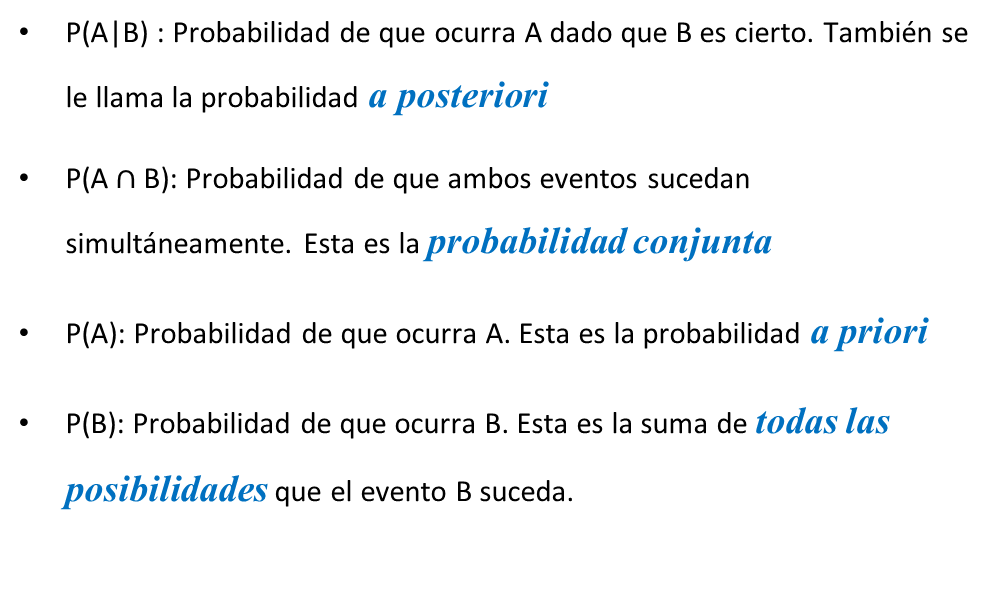 • P(A|B) : Probabilidad de que ocurra A dado que B es cierto. También se
le llama la probabilidad a posteriori
• P(A ∩ B): Probabilidad de que ambos eventos sucedan
simultáneamente. Esta es la probabilidad conjunta
• P(A): Probabilidad de que ocurra A. Esta es la probabilidad a priori
• P(B): Probabilidad de que ocurra B. Esta es la suma de todas las
posibilidades que el evento B suceda.